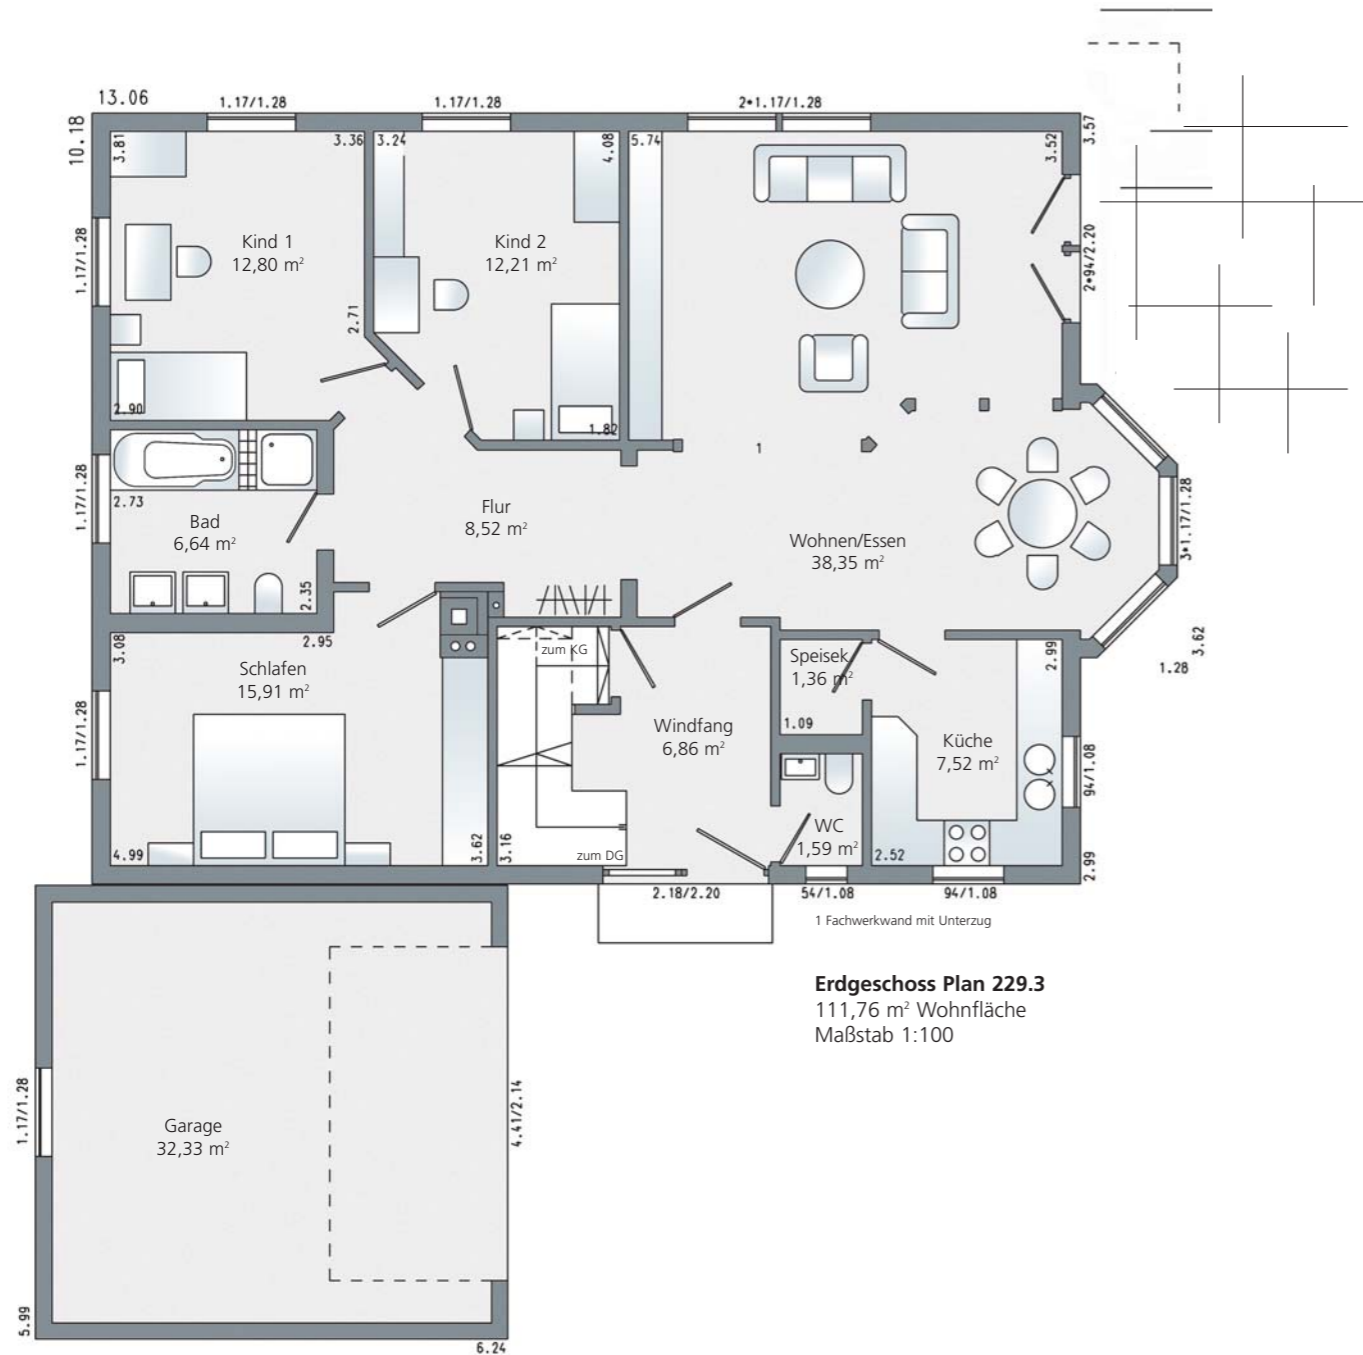 13.06
1.17/1.28
1.17/1.28
2•1.17/1.28
10.18
3.81
3.36
3.24
4.08
5.74
3.52
3.57
Kind 1
12,80 m²
Kind 2
12,21 m²
1.17/1.28
2•94/2.20
2.71
2.90
1.82
1
1.17/1.28
2.73
Bad
6,64 m²
Flur
8,52 m²
Wohnen/Essen
38,35 m²
3•1.17/1.28
2.35
3.08
2.95
3.62
1.28
Schlafen
15,91 m²
zum KG
Speisek.
1,36 m²
2.99
1.17/1.28
Windfang
6,86 m²
1.09
Küche
7,52 m²
94/1.08
4.99
3.62
3.16
zum DG
WC
1,59 m²
2.52
2.99
2.18/2.20
54/1.08
94/1.08
1 Fachwerkwand mit Unterzug
Erdgeschoss Plan 229.3
111,76 m² Wohnfläche
Maßstab 1:100
1.17/1.28
Garage
32,33 m²
4.41/2.14
5.99
6.24